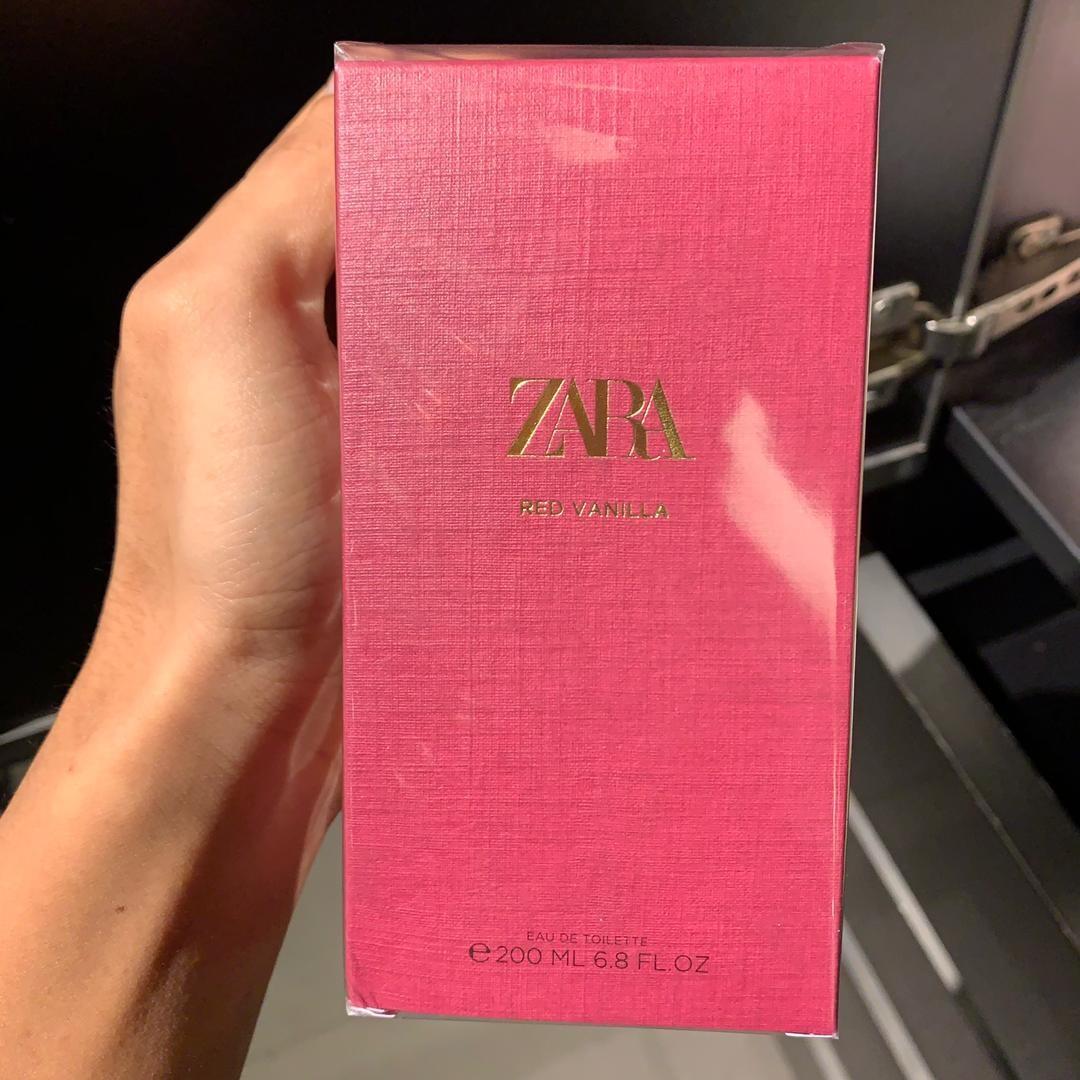 ZARA
RED VANILLA
EAU DE TOILETTE
℮200 ML 6.8 FL.OZ